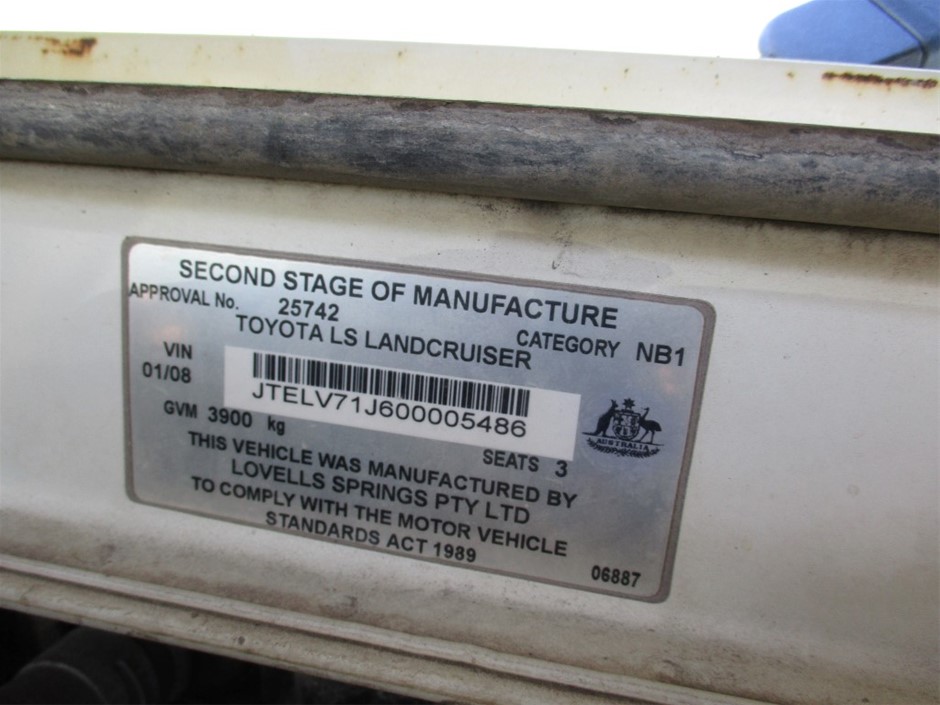 SECOND STAGE OF MANUFACTURE
APPROVAL No. 25742 CATEGORY NB1
TOYOTA LS LANDCRUISER
VIN
01/08
JTELV71J600005486
GVM 3900 kg SEATS 3
AUSTRALIA
THIS VEHICLE WAS MANUFACTURED BY
LOVELLS SPRINGS PTY LTD
TO COMPLY WITH THE MOTOR VEHICLE
STANDARDS ACT 1989
06887